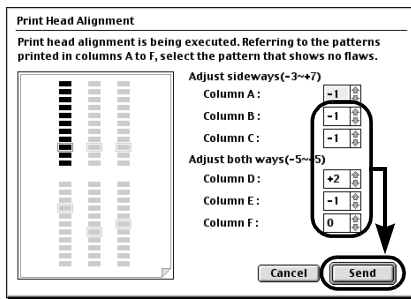 Print Head Alignment
Print head alignment is being executed. Referring to the patterns
printed in columns A to F, select the pattern that shows no flaws.
Adjust sideways(-3~+7)
Column A : -1
Column B : -1
Column C : -1
Adjust both ways(-5~ 5)
Column D : +2
Column E : -1
Column F : 0
Cancel Send